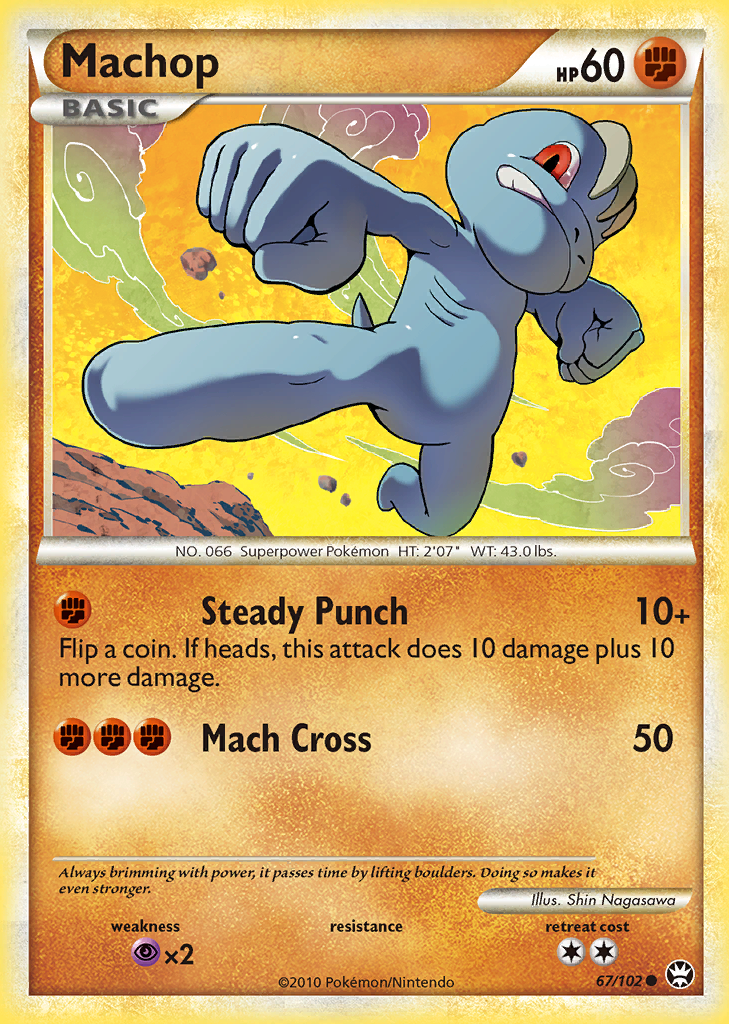 Machop
HP60
BASIC
NO. 066 Superpower Pokémon HT: 2'07" WT: 43.0 lbs.
Steady Punch 10+
Flip a coin. If heads, this attack does 10 damage plus 10
more damage.
Mach Cross 50
Always brimming with power, it passes time by lifting boulders. Doing so makes it
even stronger.
Illus. Shin Nagasawa
weakness resistance retreat cost
×2
©2010 Pokémon/Nintendo 67/102